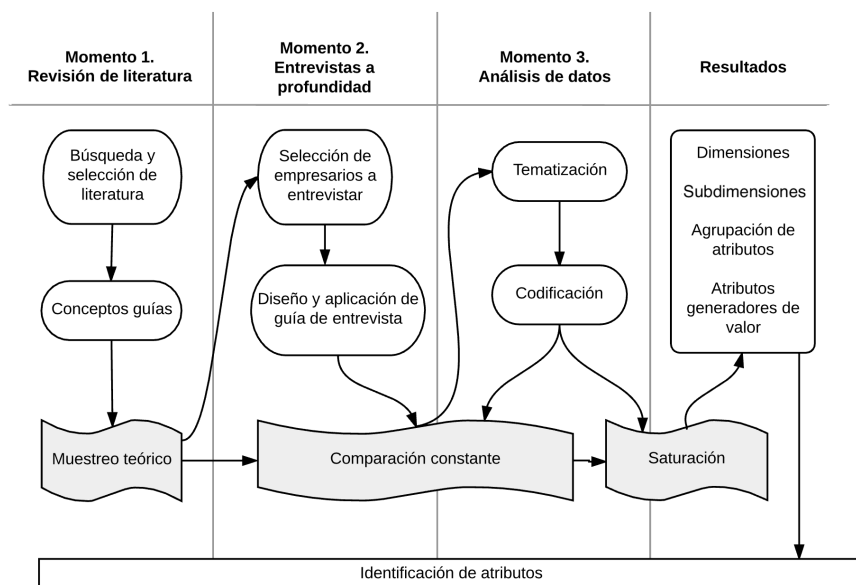 Momento 1.
Revisión de literatura
Momento 2.
Entrevistas a
profundidad
Momento 3.
Análisis de datos
Resultados
Búsqueda y
selección de
literatura
Conceptos guías
Muestreo teórico
Selección de
empresarios a
entrevistar
Diseño y aplicación de
guía de entrevista
Comparación constante
Tematización
Codificación
Saturación
Dimensiones
Subdimensiones
Agrupación de
atributos
Atributos
generadores de
valor
Identificación de atributos